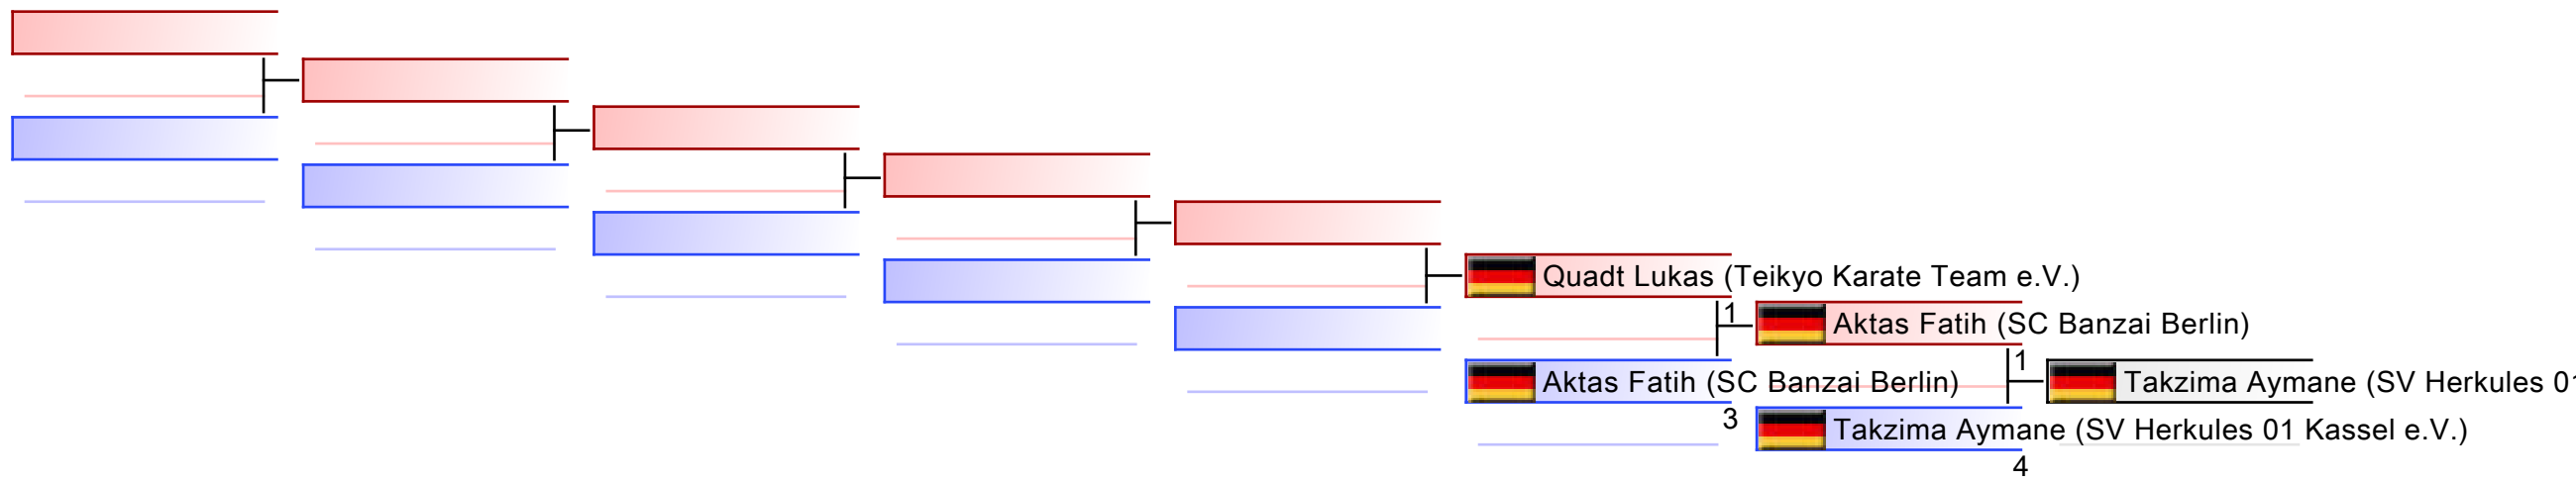 Quadt Lukas (Teikyo Karate Team e.V.)
1
Aktas Fatih (SC Banzai Berlin)
Aktas Fatih (SC Banzai Berlin)
3
1
Takzima Aymane (SV Herkules 01
Takzima Aymane (SV Herkules 01 Kassel e.V.)
4